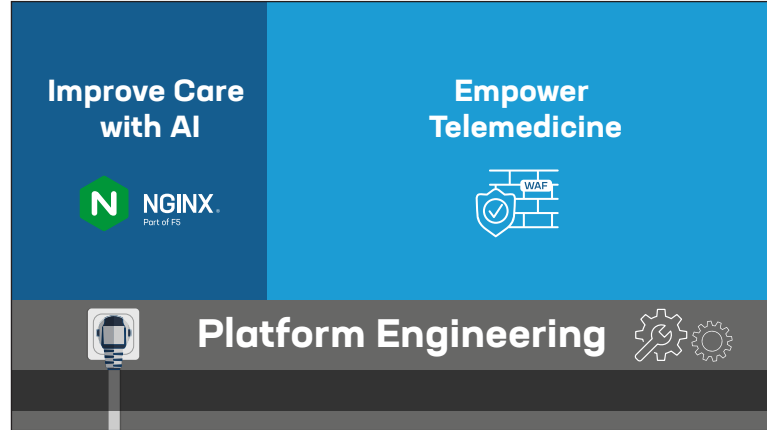 Improve Care
with AI
NGINX
Part of F5
Empower
Telemedicine
WAF
Platform Engineering